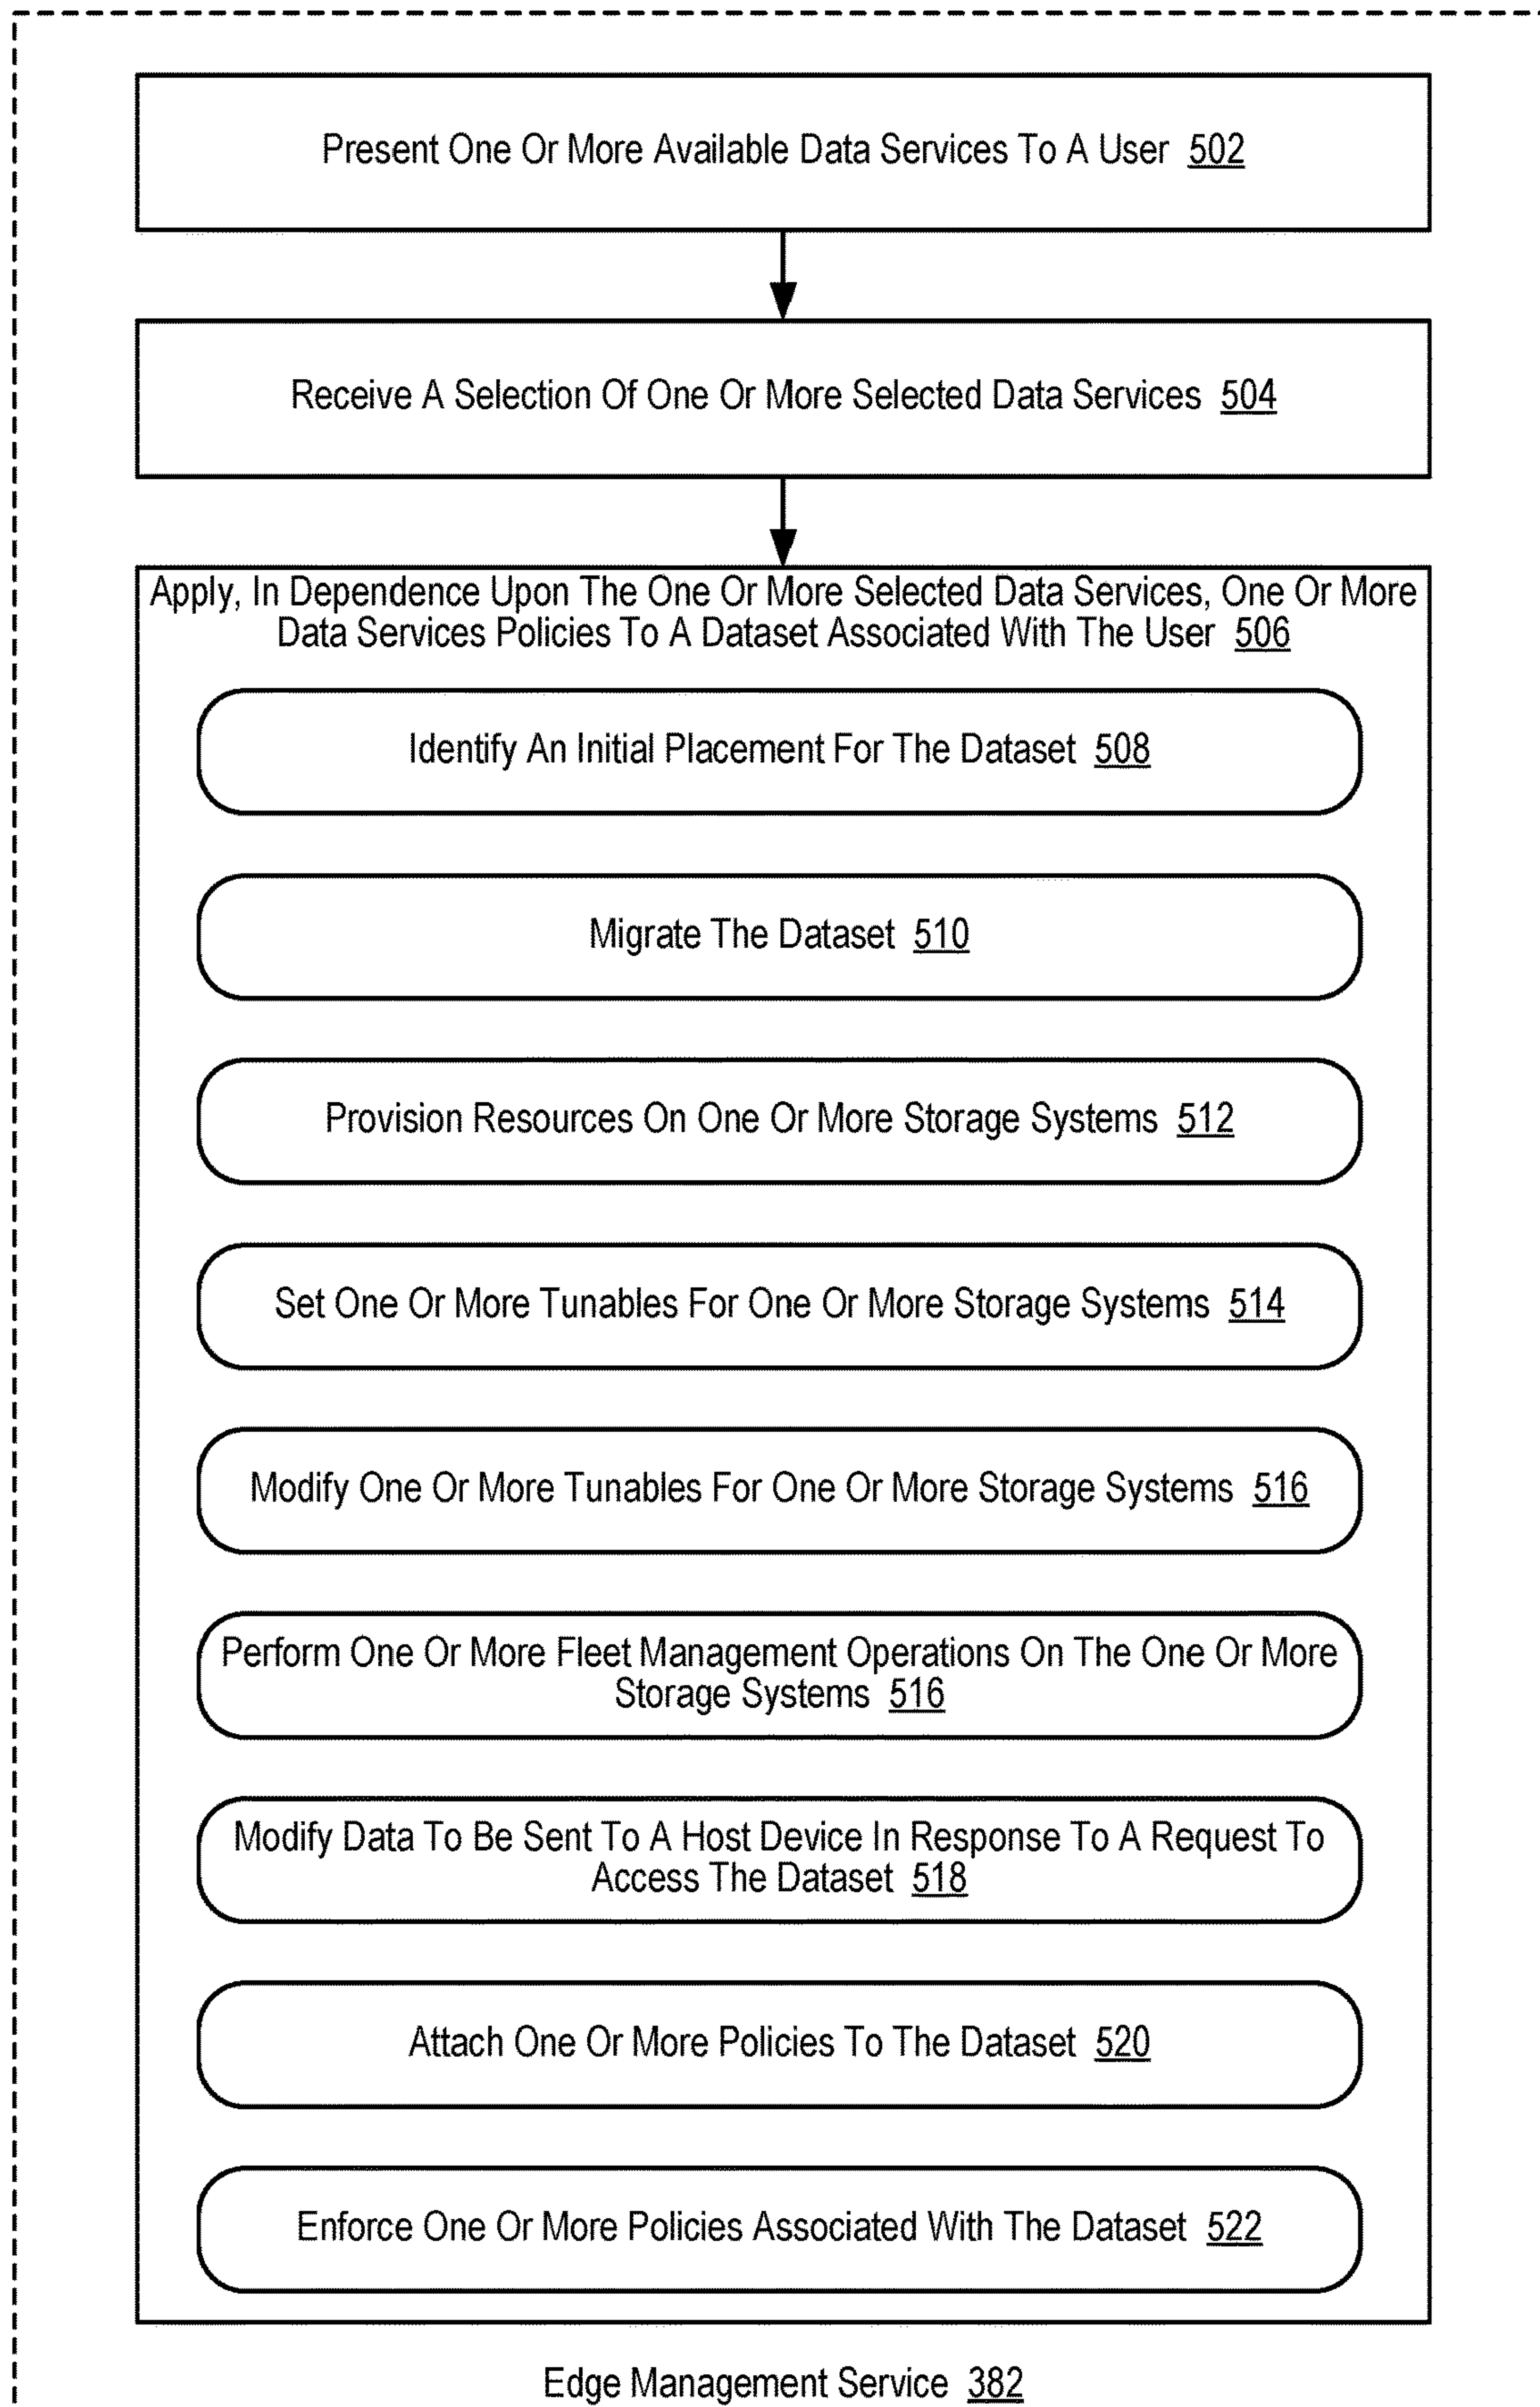 Present One Or More Available Data Services To A User 502
Receive A Selection Of One Or More Selected Data Services 504
Apply, In Dependence Upon The One Or More Selected Data Services, One Or More
Data Services Policies To A Dataset Associated With The User 506
Identify An Initial Placement For The Dataset 508
Migrate The Dataset 510
Provision Resources On One Or More Storage Systems 512
Set One Or More Tunables For One Or More Storage Systems 514
Modify One Or More Tunables For One Or More Storage Systems 516
Perform One Or More Fleet Management Operations On The One Or More
Storage Systems 516
Modify Data To Be Sent To A Host Device In Response To A Request To
Access The Dataset 518
Attach One Or More Policies To The Dataset 520
Enforce One Or More Policies Associated With The Dataset 522
Edge Management Service 382